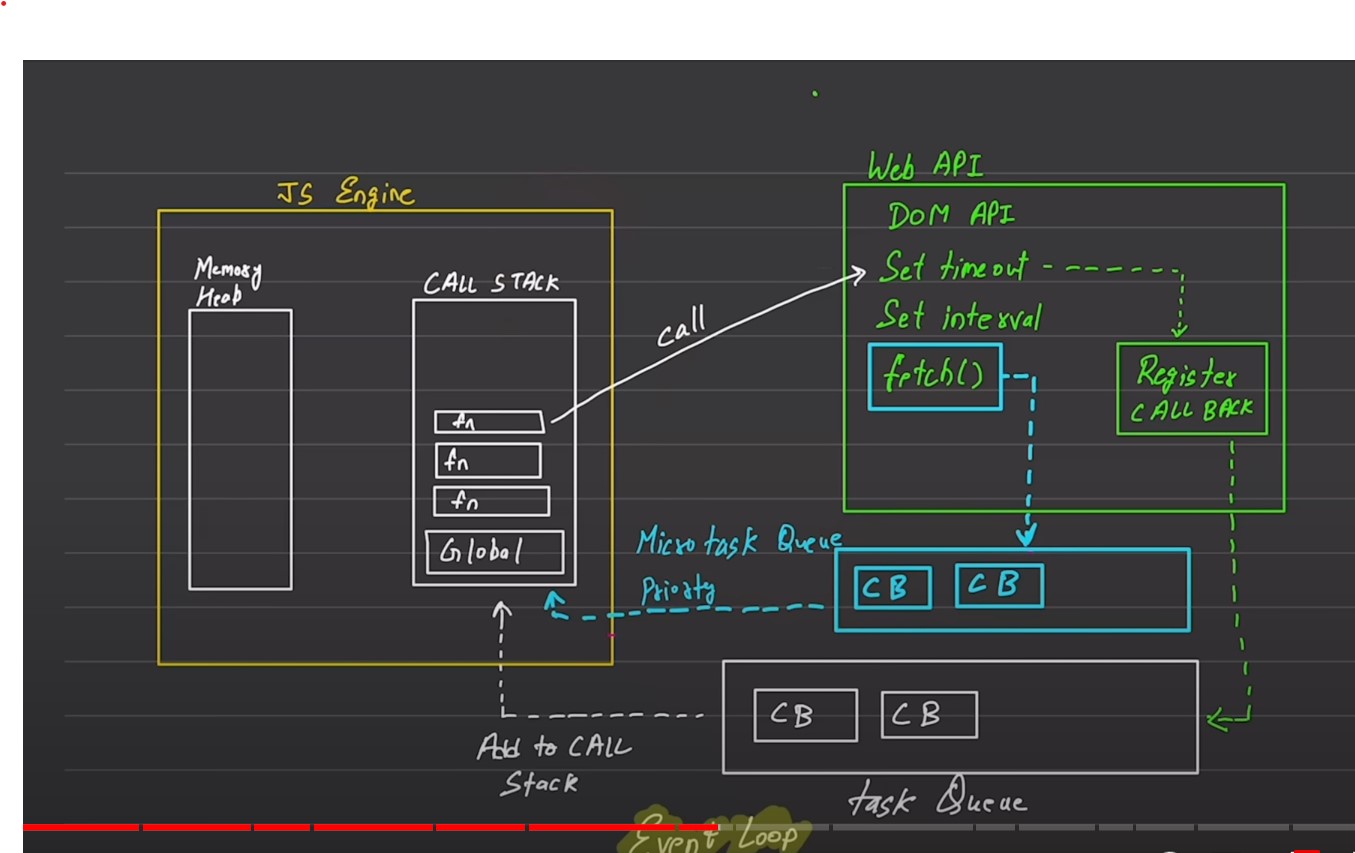 Web API
JS Engine
DOM API
Memory
Heap
CALL STACK
Set timeout
call
Set interval
fetch()
Register
CALL BACK
fn
fn
fn
Global
Micro task Queue
Priority
CB
CB
CB
CB
Add to CALL
Stack
task Queue
Event Loop